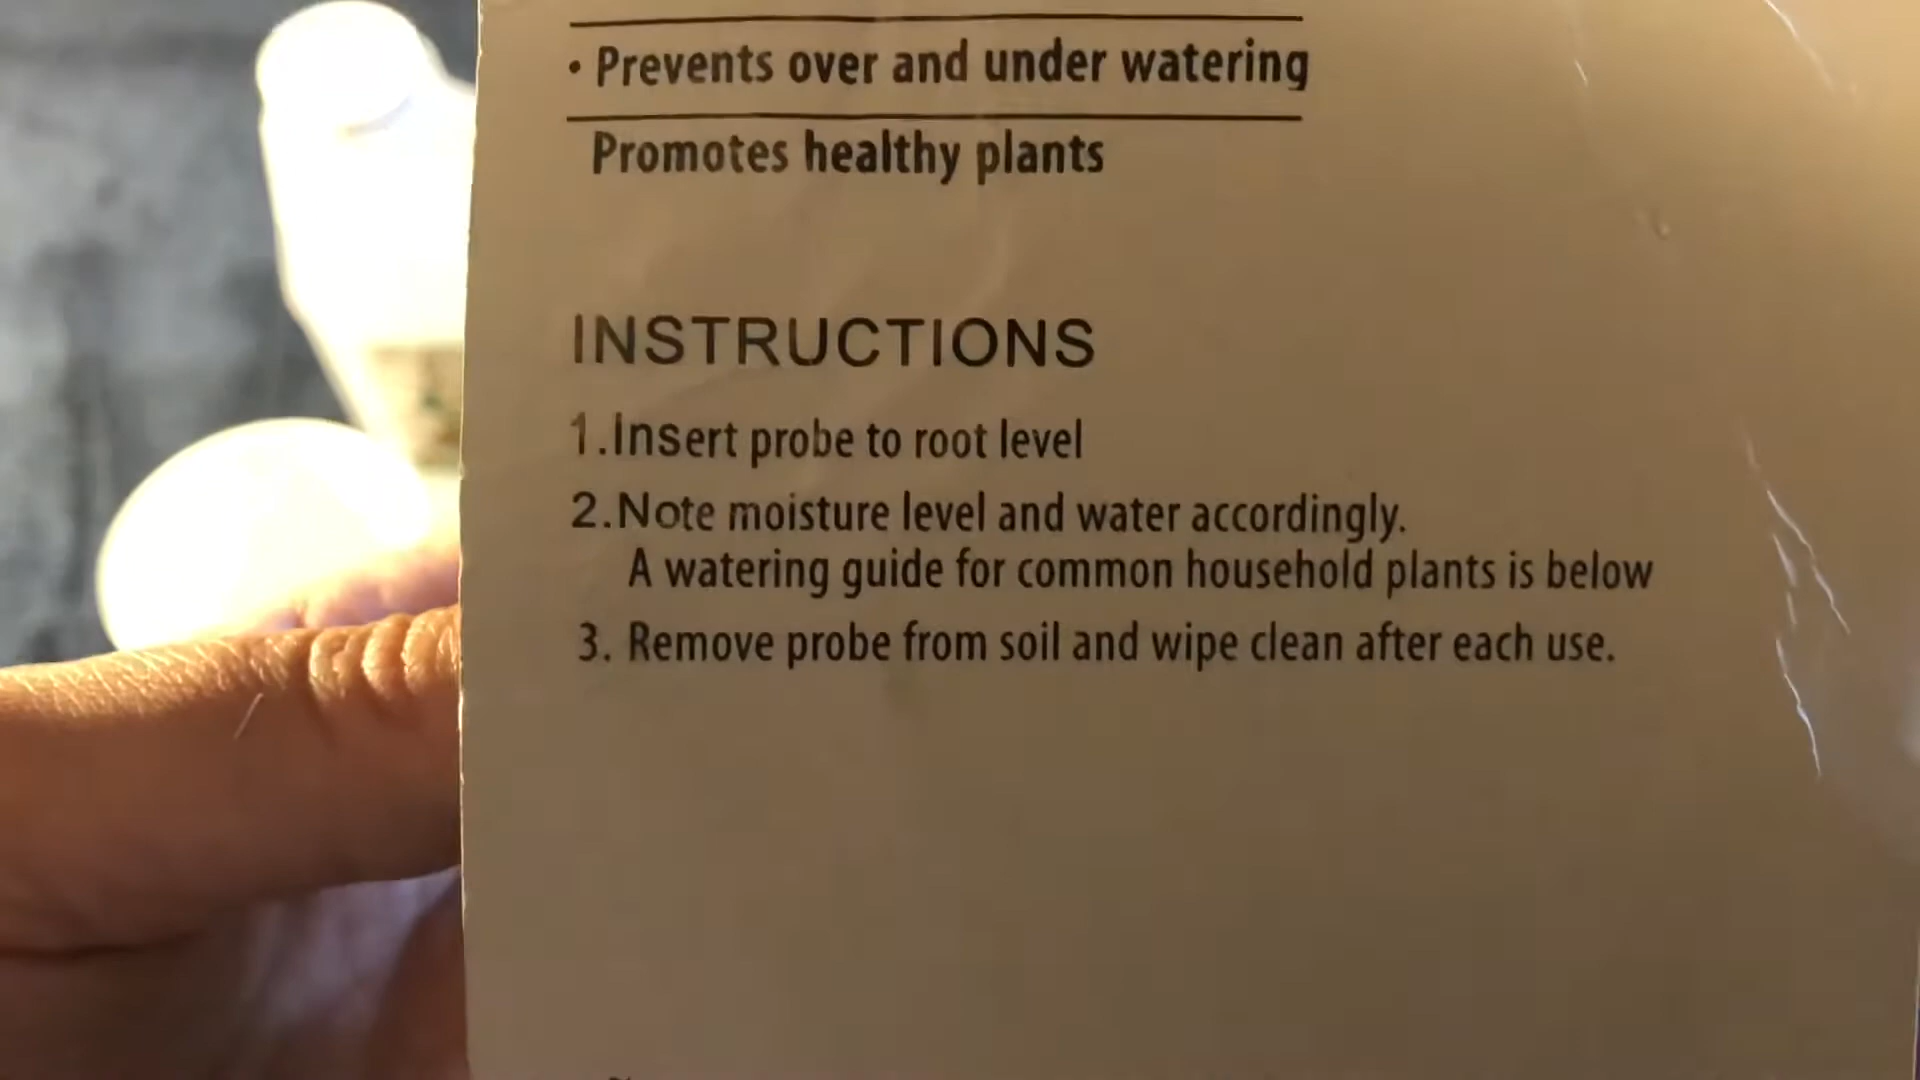 • Prevents over and under watering
Promotes healthy plants
INSTRUCTIONS
1.Insert probe to root level
2.Note moisture level and water accordingly.
A watering guide for common household plants is below
3. Remove probe from soil and wipe clean after each use.